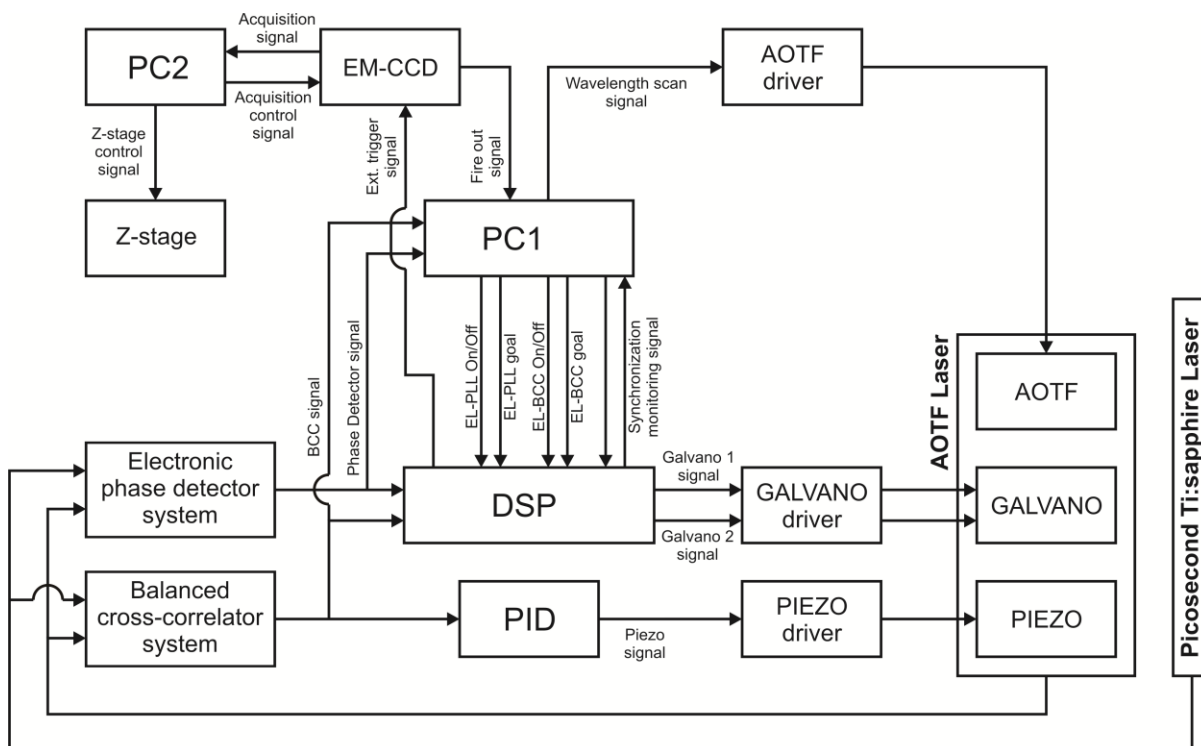 Acquisition
signal
PC2
EM-CCD
AOTF
driver
Wavelength scan
signal
Acquisition
control
signal
Z-stage
control
signal
Ext. trigger
signal
Fire out
signal
Z-stage
PC1
BCC signal
Phase Detector signal
EL-PLL On/Off
EL-PLL goal
EL-BCC On/Off
EL-BCC goal
Synchronization
monitoring signal
AOTF Laser
AOTF
Picosecond Ti:sapphire Laser
Electronic
phase detector
system
DSP
Galvano 1
signal
Galvano 2
signal
GALVANO
driver
GALVANO
Balanced
cross-correlator
system
PID
Piezo
signal
PIEZO
driver
PIEZO